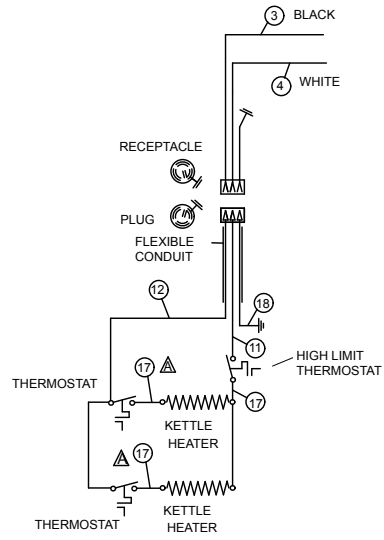 3 BLACK
4
WHITE
RECEPTACLE
PLUG
FLEXIBLE
CONDUIT
12
18
11
HIGH LIMIT
THERMOSTAT
17 A
17
THERMOSTAT
KETTLE
HEATER
A 17
THERMOSTAT
KETTLE
HEATER